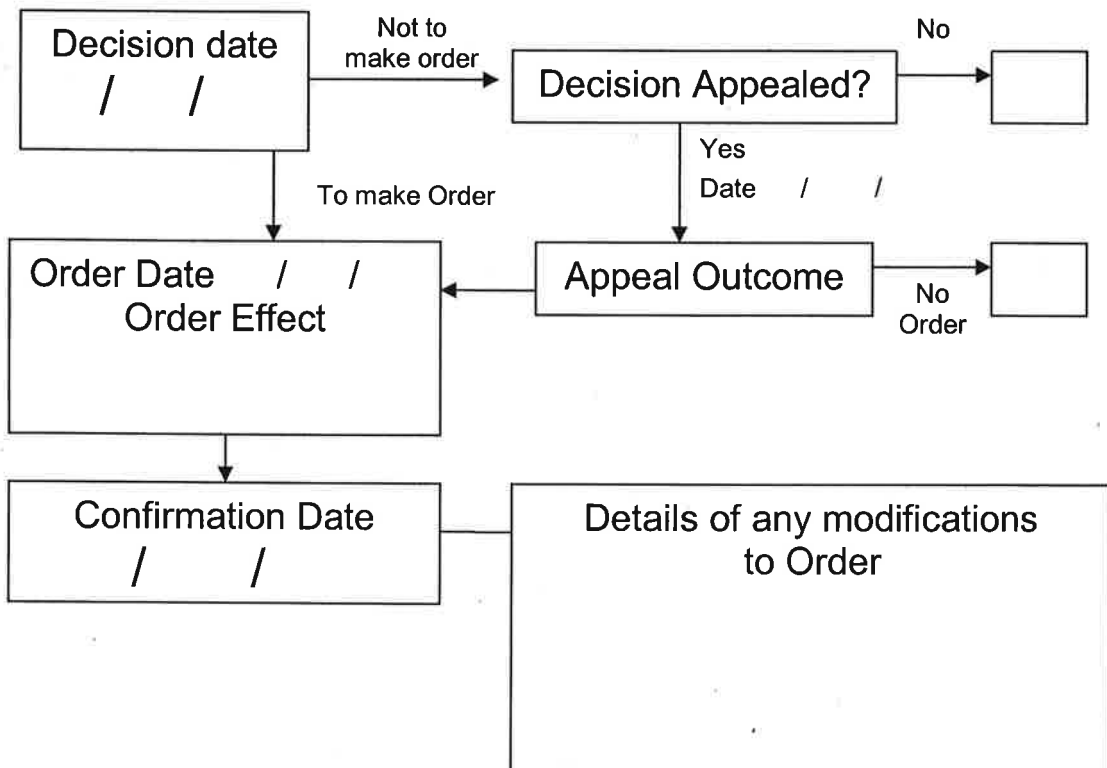 Decision date
/ /
Not to
make order
Decision Appealed?
No
Yes
Date / /
To make Order
Order Date / /
Order Effect
Appeal Outcome
No
Order
Confirmation Date
/ /
Details of any modifications
to Order